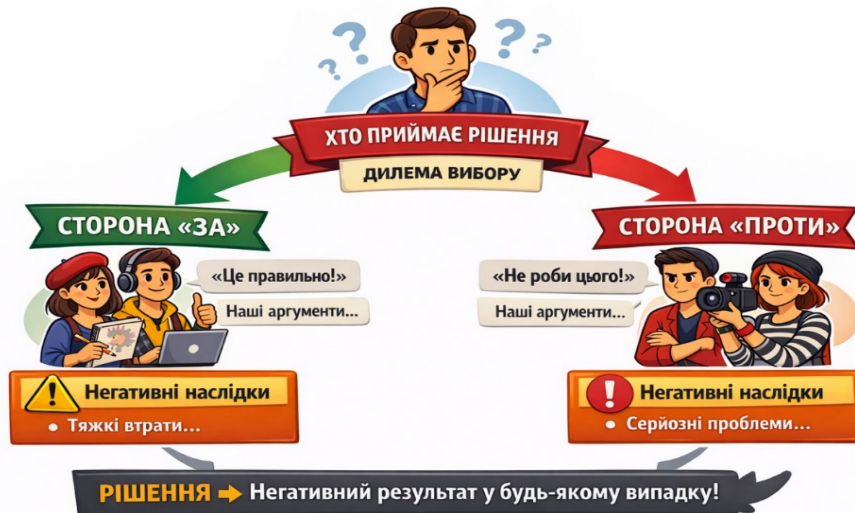 ? ? ? ?
ХТО ПРИЙМАЄ РІШЕННЯ
ДИЛЕМА ВИБОРУ
СТОРОНА «ЗА»
«Це правильно!»
Наші аргументи...
Негативні наслідки
• Тяжкі втрати...
СТОРОНА «ПРОТИ»
«Не роби цього!»
Наші аргументи...
Негативні наслідки
• Серйозні проблеми...
РІШЕННЯ ➡ Негативний результат у будь-якому випадку!